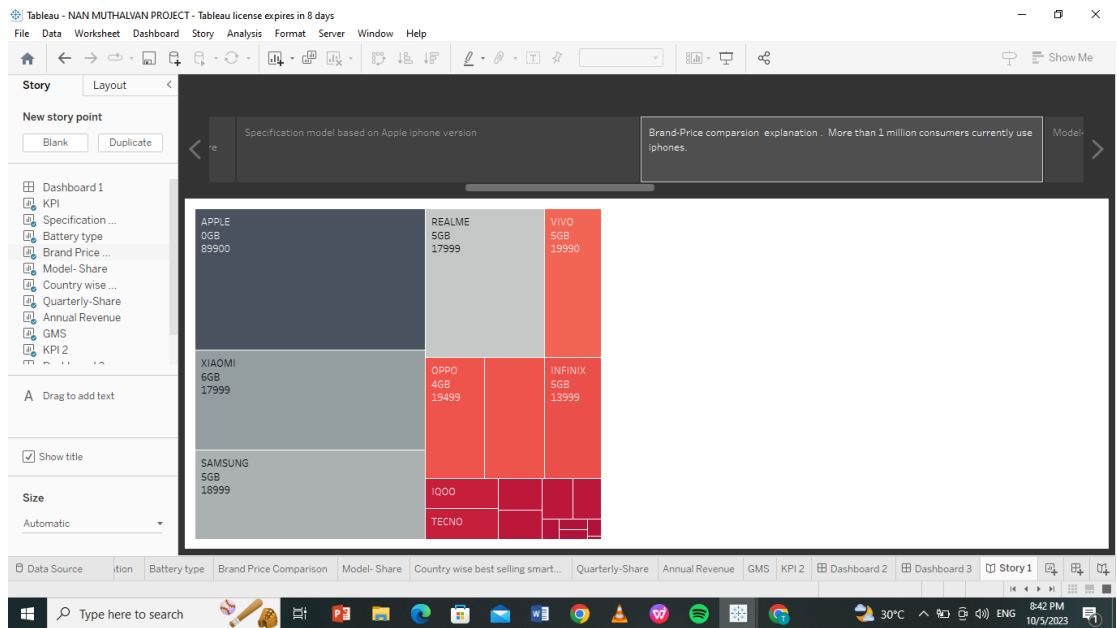 Tableau - NAN MUTHALVAN PROJECT - Tableau license expires in 8 days
File Data Worksheet Dashboard Story Analysis Format Server Window Help
Show Me
Story Layout
New story point
Blank Duplicate
Dashboard 1
KPI
Specification ...
Battery type
Brand Price ...
Model- Share
Country wise ...
Quarterly-Share
Annual Revenue
GMS
KPI 2
A Drag to add text
Show title
Size
Automatic
re
Specification model based on Apple iphone version
Brand-Price comparsion explanation . More than 1 million consumers currently use
iphones.
Model-
APPLE
0GB
89900
REALME
5GB
17999
VIVO
5GB
19990
XIAOMI
6GB
17999
OPPO
4GB
19499
INFINIX
5GB
13999
SAMSUNG
5GB
18999
IQOO
TECNO
Data Source ition Battery type Brand Price Comparison Model- Share Country wise best selling smart... Quarterly-Share Annual Revenue GMS KPI 2 Dashboard 2 Dashboard 3 Story 1
Type here to search
30°C ENG
8:42 PM
10/5/2023
1